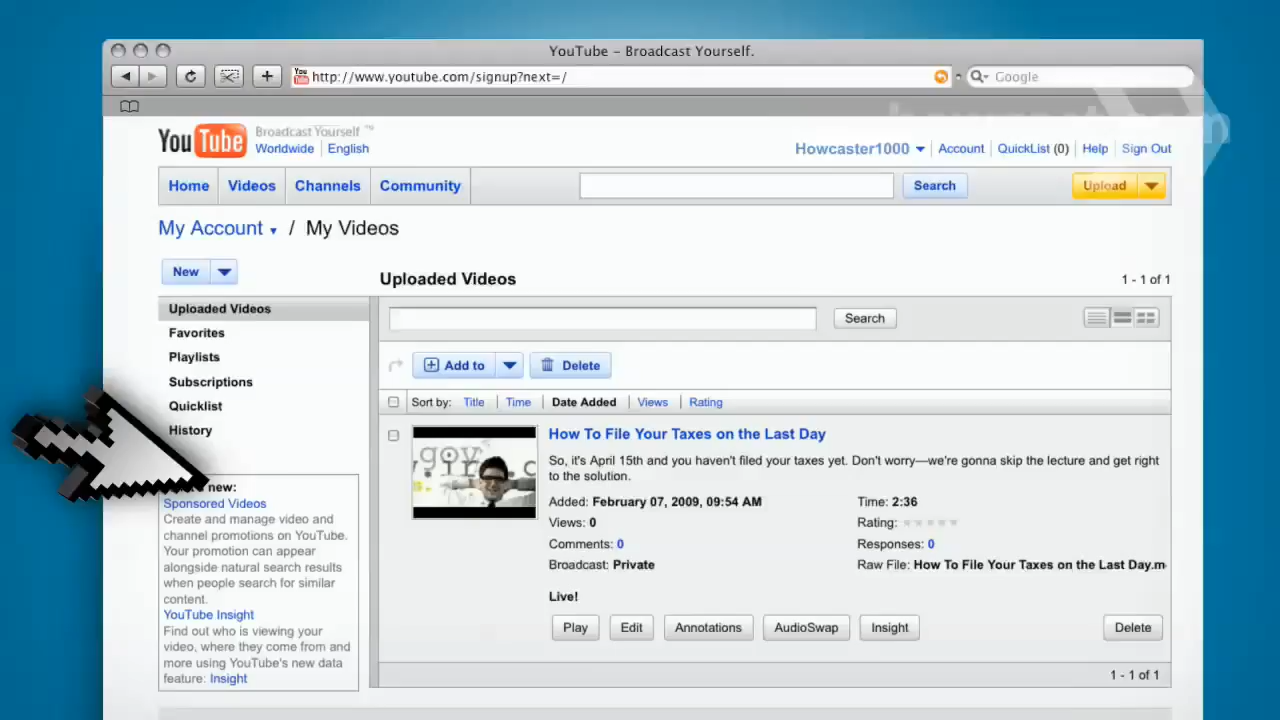 YouTube – Broadcast Yourself.
http://www.youtube.com/signup?next=/
Google
YouTube
Broadcast Yourself ™
Worldwide | English
Howcaster1000 | Account | QuickList (0) | Help | Sign Out
Home Videos Channels Community Search Upload
My Account / My Videos
New
Uploaded Videos
1 - 1 of 1
Uploaded Videos
Favorites
Playlists
Subscriptions
Quicklist
History
new:
Sponsored Videos
Create and manage video and
channel promotions on YouTube.
Your promotion can appear
alongside natural search results
when people search for similar
content.
YouTube Insight
Find out who is viewing your
video, where they come from and
more using YouTube's new data
feature: Insight
Search
Add to Delete
Sort by: Title | Time | Date Added | Views | Rating
gov
How To File Your Taxes on the Last Day
So, it's April 15th and you haven't filed your taxes yet. Don't worry—we're gonna skip the lecture and get right
to the solution.
Added: February 07, 2009, 09:54 AM
Time: 2:36
Views: 0
Rating:
Comments: 0
Responses: 0
Broadcast: Private
Raw File: How To File Your Taxes on the Last Day.m
Live!
Play Edit Annotations AudioSwap Insight Delete
1 - 1 of 1